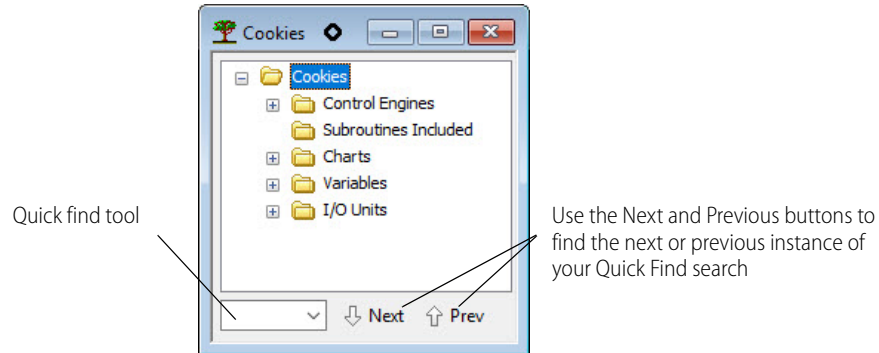 Cookies
Cookies
Control Engines
Subroutines Included
Charts
Variables
I/O Units
Quick find tool
Use the Next and Previous buttons to
find the next or previous instance of
your Quick Find search
Next
Prev